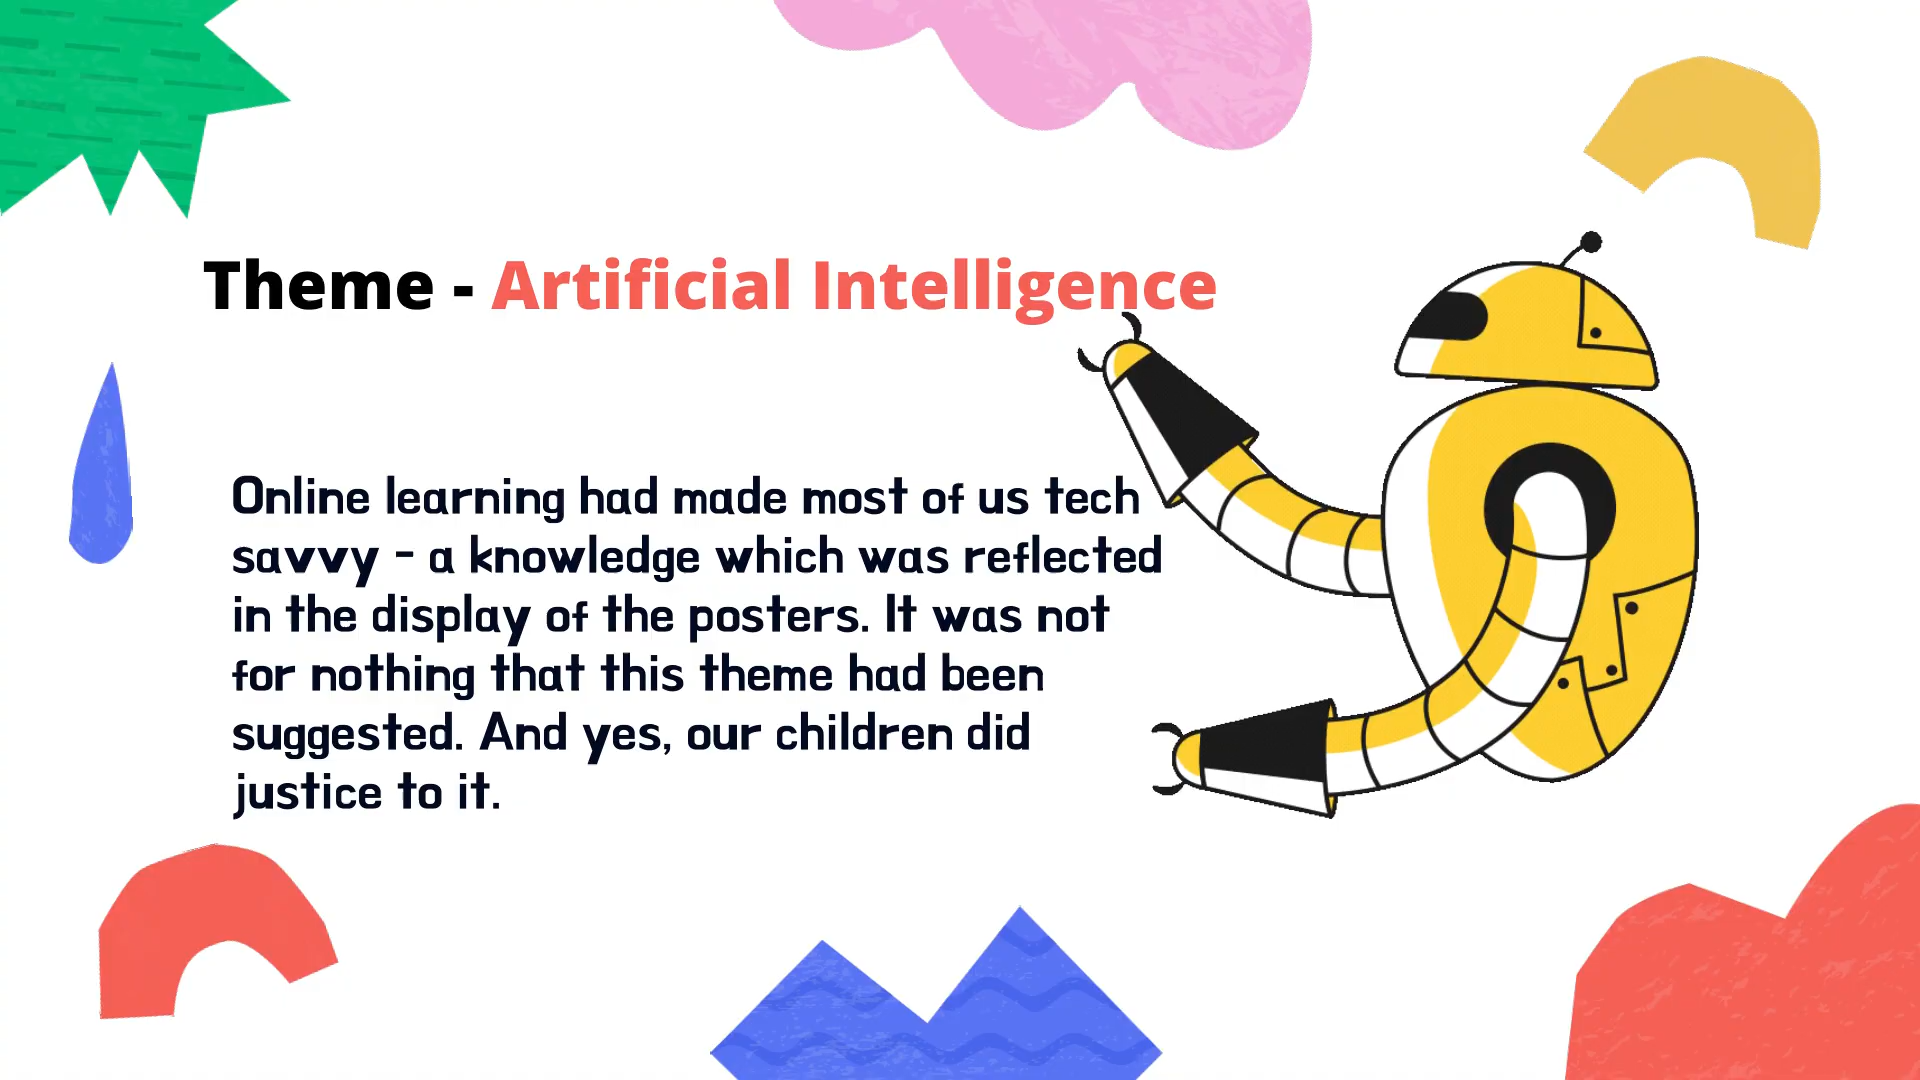 Theme - Artificial Intelligence
Online learning had made most of us tech
savvy - a knowledge which was reflected
in the display of the posters. It was not
for nothing that this theme had been
suggested. And yes, our children did
justice to it.